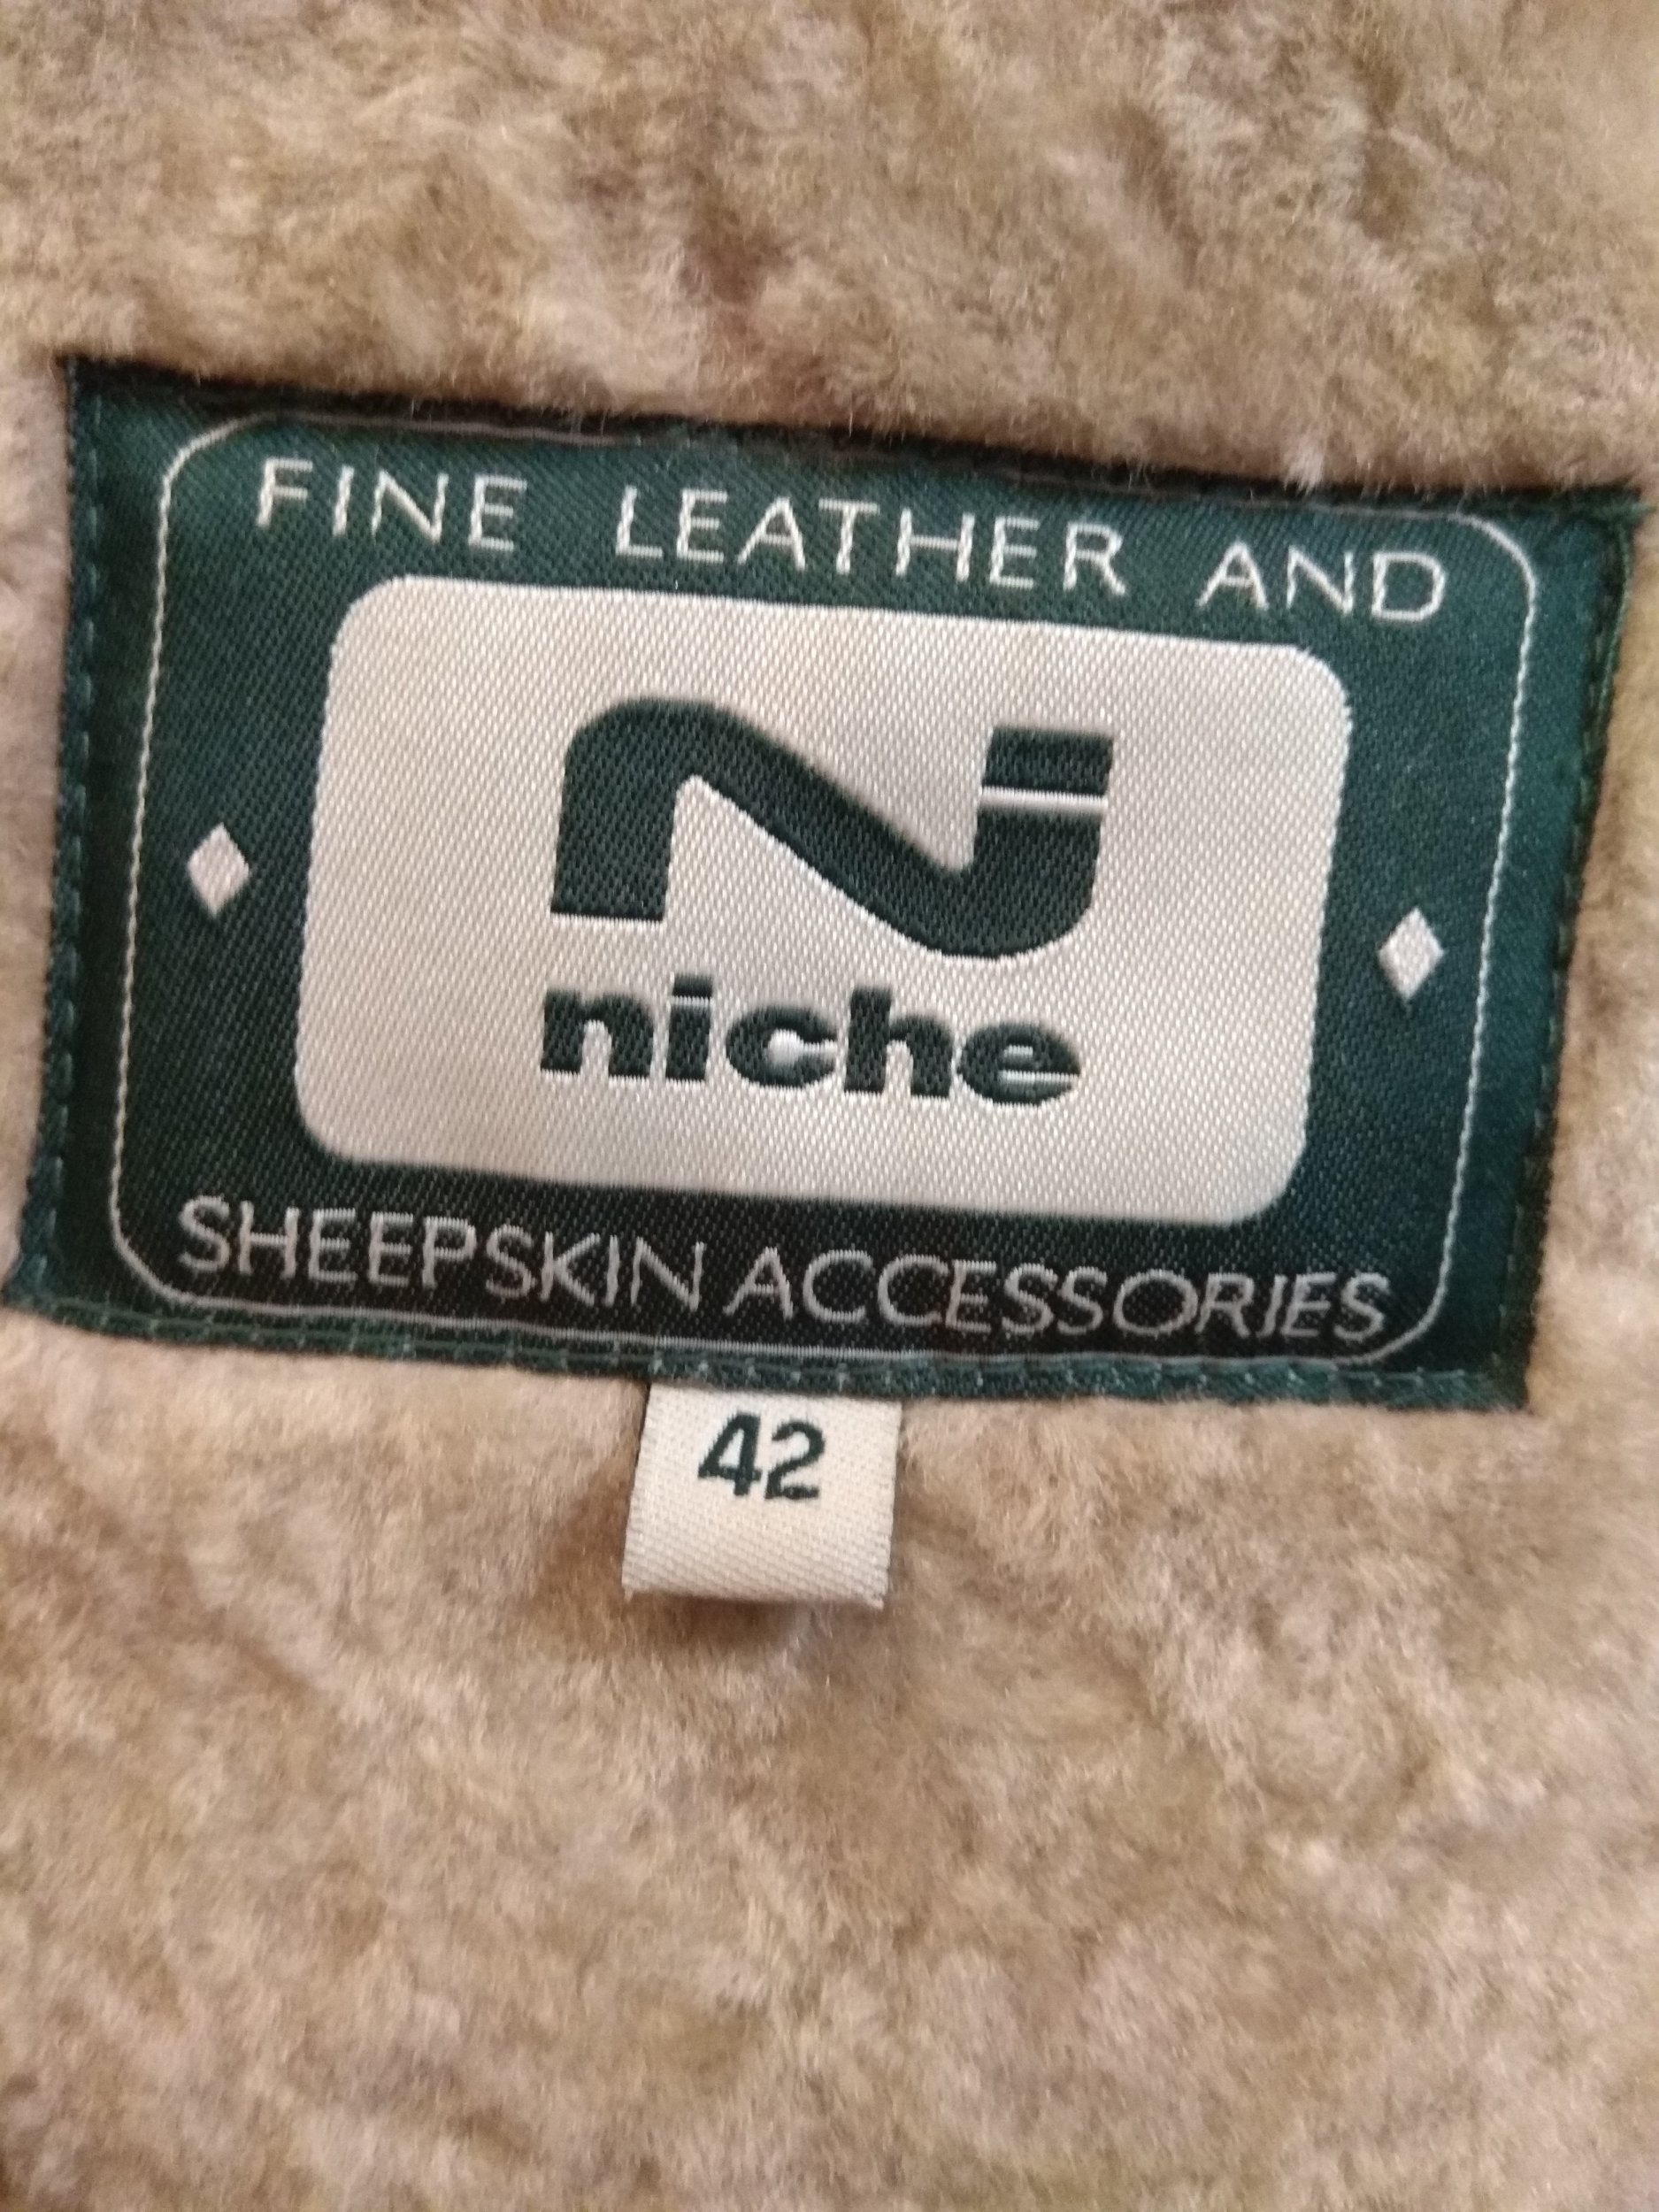 FINE LEATHER AND
N
niche
SHEEPSKIN ACCESSORIES
42